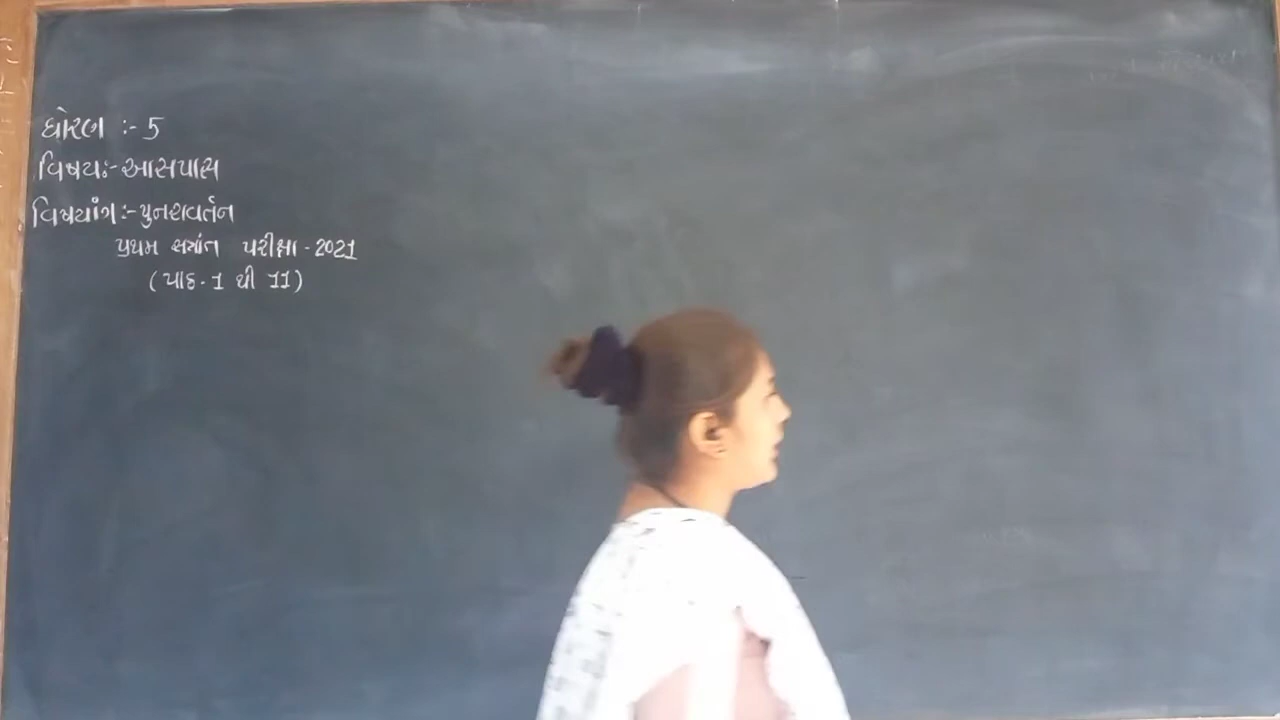 ધોરણ :- 5
વિષય:- આસપાસ
વિષયાંગ :- પુનરાવર્તન
પ્રથમ સત્રાંત પરીક્ષા - 2021
(પાઠ - 1 થી 11)